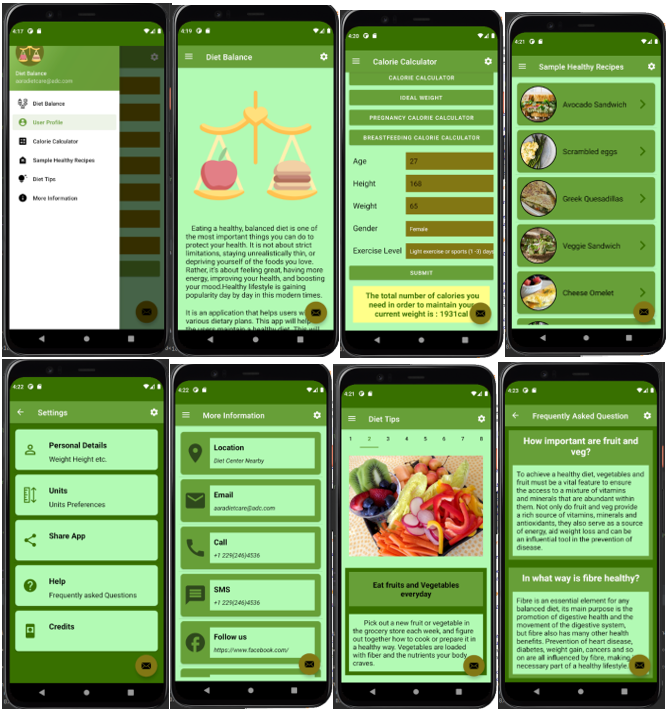 4:17
Diet Balance
aaradietcare@adc.com
Diet Balance
User Profile
Calorie Calculator
Sample Healthy Recipes
Diet Tips
More Information
4:19
Diet Balance
Eating a healthy, balanced diet is one of
the most important things you can do to
protect your health. It is not about strict
limitations, staying unrealistically thin, or
depriving yourself of the foods you love.
Rather, it's about feeling great, having more
energy, improving your health, and boosting
your mood.Healthy lifestyle is gaining
popularity day by day in this modern times.
It is an application that helps users
various dietary plans. This app will help
the users maintain a healthy diet. This will
4:20
Calorie Calculator
CALORIE CALCULATOR
IDEAL WEIGHT
PREGNANCY CALORIE CALCULATOR
BREASTFEEDING CALORIE CALCULATOR
Age
27
Height
168
Weight
65
Gender
Female
Exercise Level
Light exercise or sports (1-3) days
SUBMIT
The total number of calories you
need in order to maintain your
current weight is : 1931cal
4:21
Sample Healthy Recipes
Avocado Sandwich
Scrambled eggs
Greek Quesadillas
Veggie Sandwich
Cheese Omelet
4:22
Settings
Personal Details
Weight Height etc.
Units
Units Preferences
Share App
Help
Frequently asked Questions
Credits
4:22
More Information
Location
Diet Center Nearby
Email
aaradietcare@adc.com
Call
+1 229(246)4536
SMS
+1 229(246)4536
Follow us
https://www.facebook.com/
4:21
Diet Tips
1 2 3 4 5 6 7 8
Eat fruits and Vegetables
everyday
Pick out a new fruit or vegetable in
the grocery store each week, and figure
out together how to cook or prepare it in
a healthy way. Vegetables are loaded
with fiber and the nutrients your body
craves.
4:23
Frequently Asked Question
How important are fruit and
veg?
To achieve a healthy diet, vegetables and
fruit must be a vital feature to ensure
the access to a mixture of vitamins
and minerals that are abundant within
them. Not only do fruit and veg provide
a rich source of vitamins, minerals and
antioxidants, they also serve as a source
of energy, aid weight loss and can be
an influential tool in the prevention of
disease.
In what way is fibre healthy?
Fibre is an essential element for any
balanced diet, its main purpose is the
promotion of digestive health and the
movement of the digestive system,
but fibre also has many other health
benefits. Prevention of heart disease,
diabetes, weight gain, cancers and so
on are all influenced by fibre, making
necessary part of a healthy lifestyle.